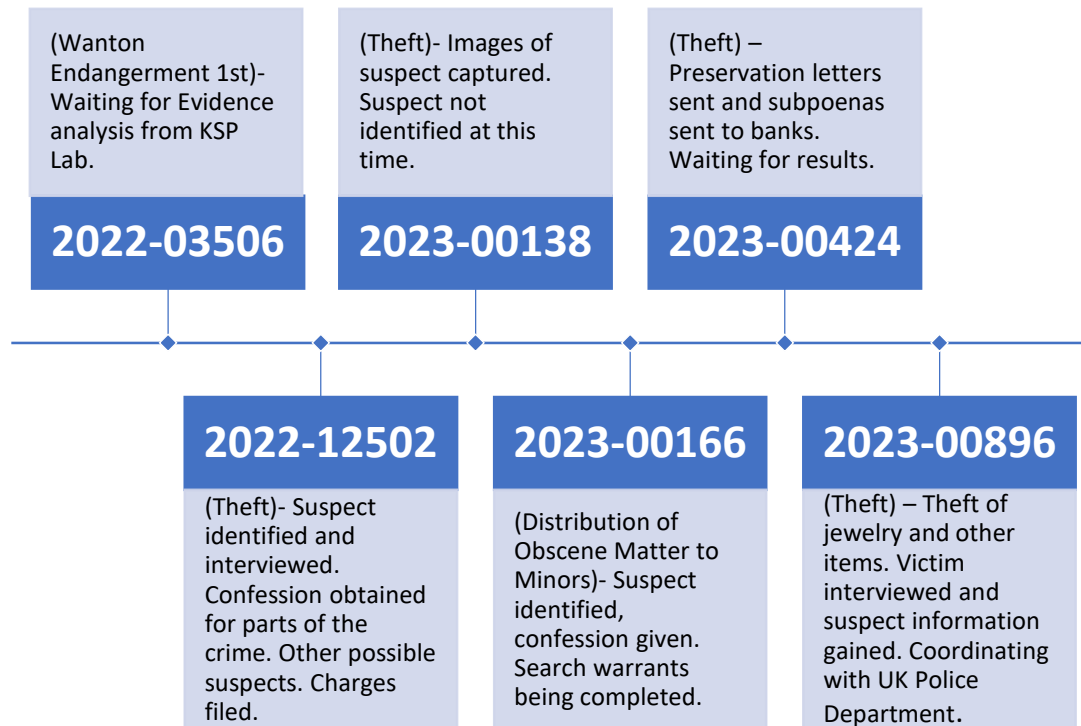 (Wanton
Endangerment 1st)-
Waiting for Evidence
analysis from KSP
Lab.
2022-03506
(Theft)- Images of
suspect captured.
Suspect not
identified at this
time.
2023-00138
(Theft) –
Preservation letters
sent and subpoenas
sent to banks.
Waiting for results.
2023-00424
2022-12502
(Theft)- Suspect
identified and
interviewed.
Confession obtained
for parts of the
crime. Other possible
suspects. Charges
filed.
2023-00166
(Distribution of
Obscene Matter to
Minors)- Suspect
identified,
confession given.
Search warrants
being completed.
2023-00896
(Theft) – Theft of
jewelry and other
items. Victim
interviewed and
suspect information
gained. Coordinating
with UK Police
Department.